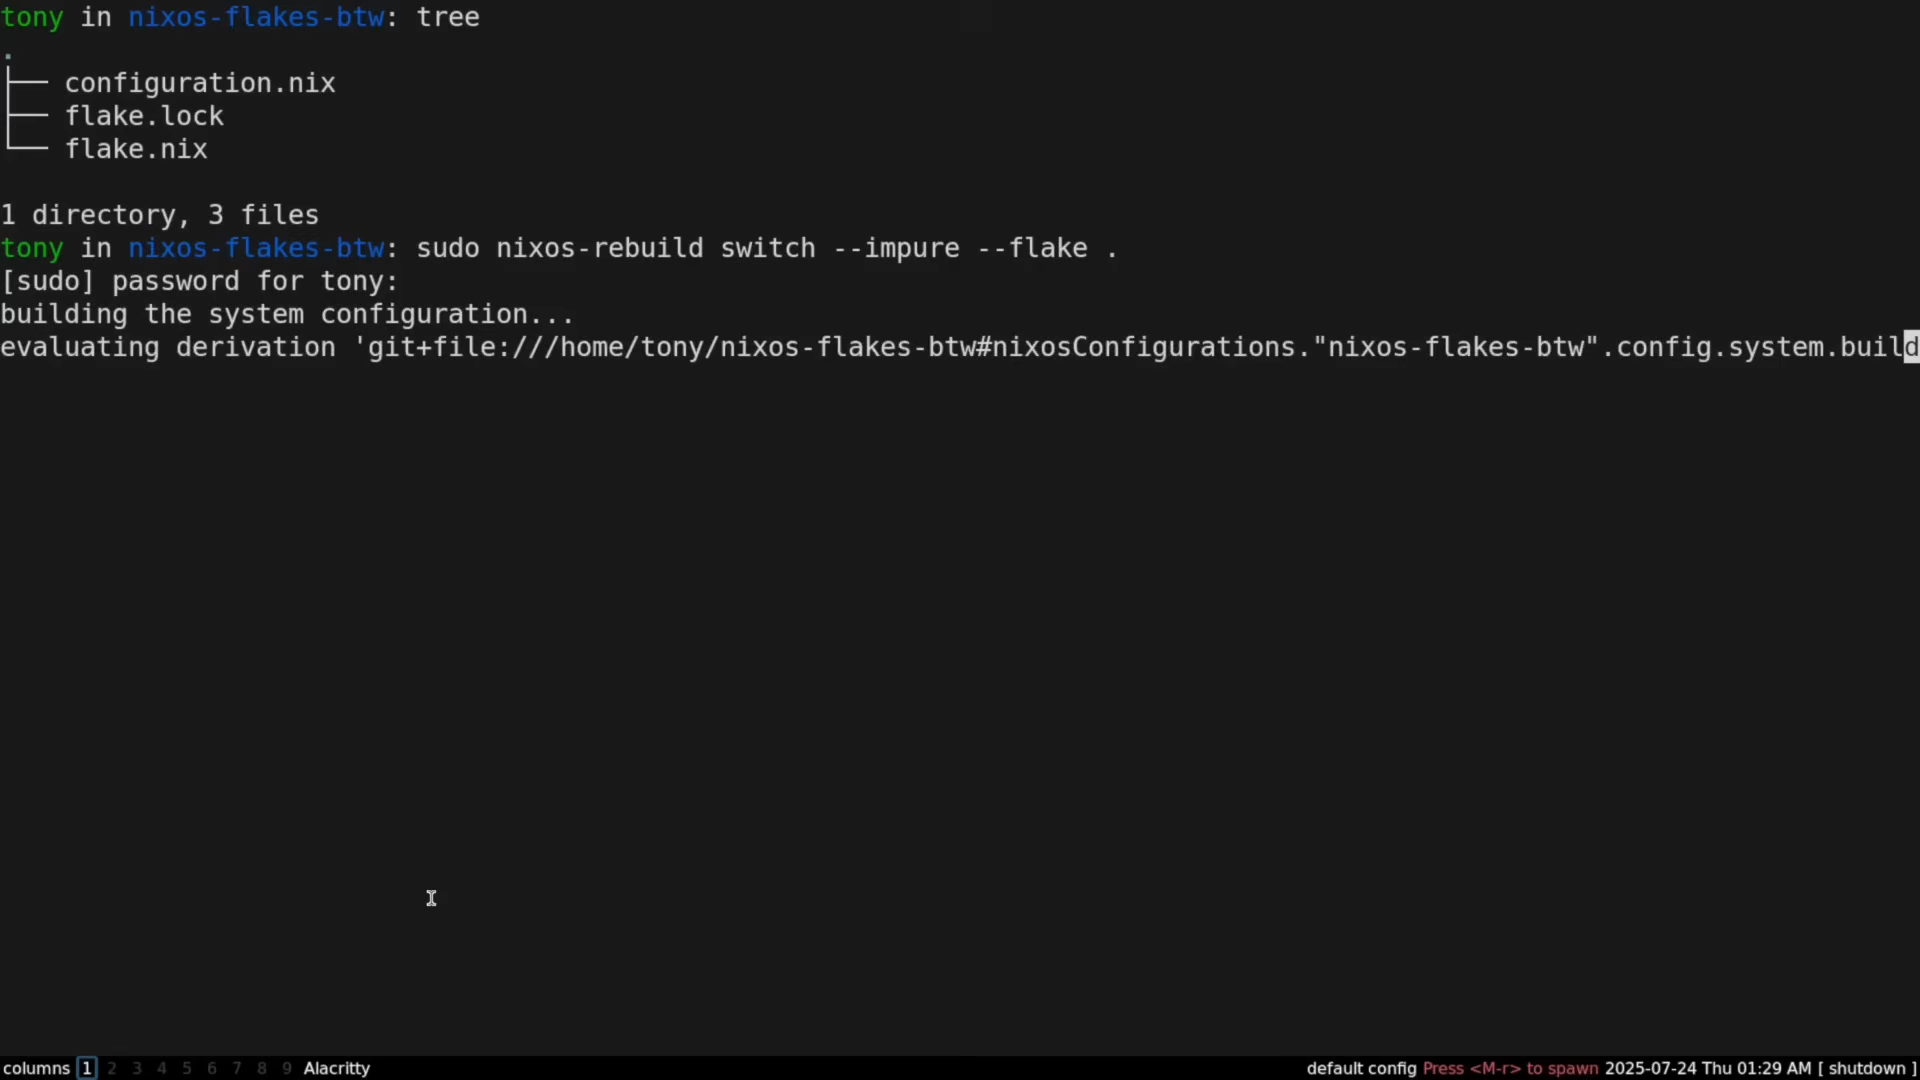 tony in nixos-flakes-btw: tree
.
├── configuration.nix
├── flake.lock
└── flake.nix
1 directory, 3 files
tony in nixos-flakes-btw: sudo nixos-rebuild switch --impure --flake .
[sudo] password for tony:
building the system configuration...
evaluating derivation 'git+file:///home/tony/nixos-flakes-btw#nixosConfigurations."nixos-flakes-btw".config.system.build
columns 1 2 3 4 5 6 7 8 9 Alacritty default config Press <M-r> to spawn 2025-07-24 Thu 01:29 AM [ shutdown ]